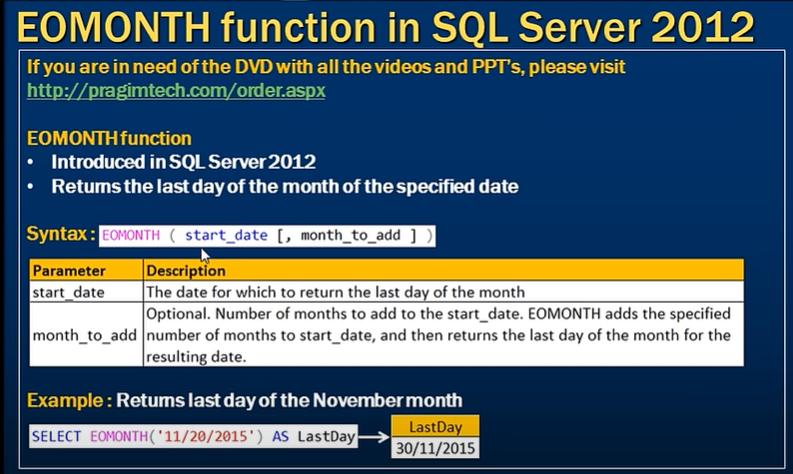 EOMONTH function in SQL Server 2012
If you are in need of the DVD with all the videos and PPT's, please visit
http://pragimtech.com/order.aspx
EOMONTH function
• Introduced in SQL Server 2012
• Returns the last day of the month of the specified date
Syntax : EOMONTH ( start_date [, month_to_add ] )
Parameter Description
start_date The date for which to return the last day of the month
month_to_add Optional. Number of months to add to the start_date. EOMONTH adds the specified
number of months to start_date, and then returns the last day of the month for the
resulting date.
Example : Returns last day of the November month
SELECT EOMONTH('11/20/2015') AS LastDay
LastDay
30/11/2015